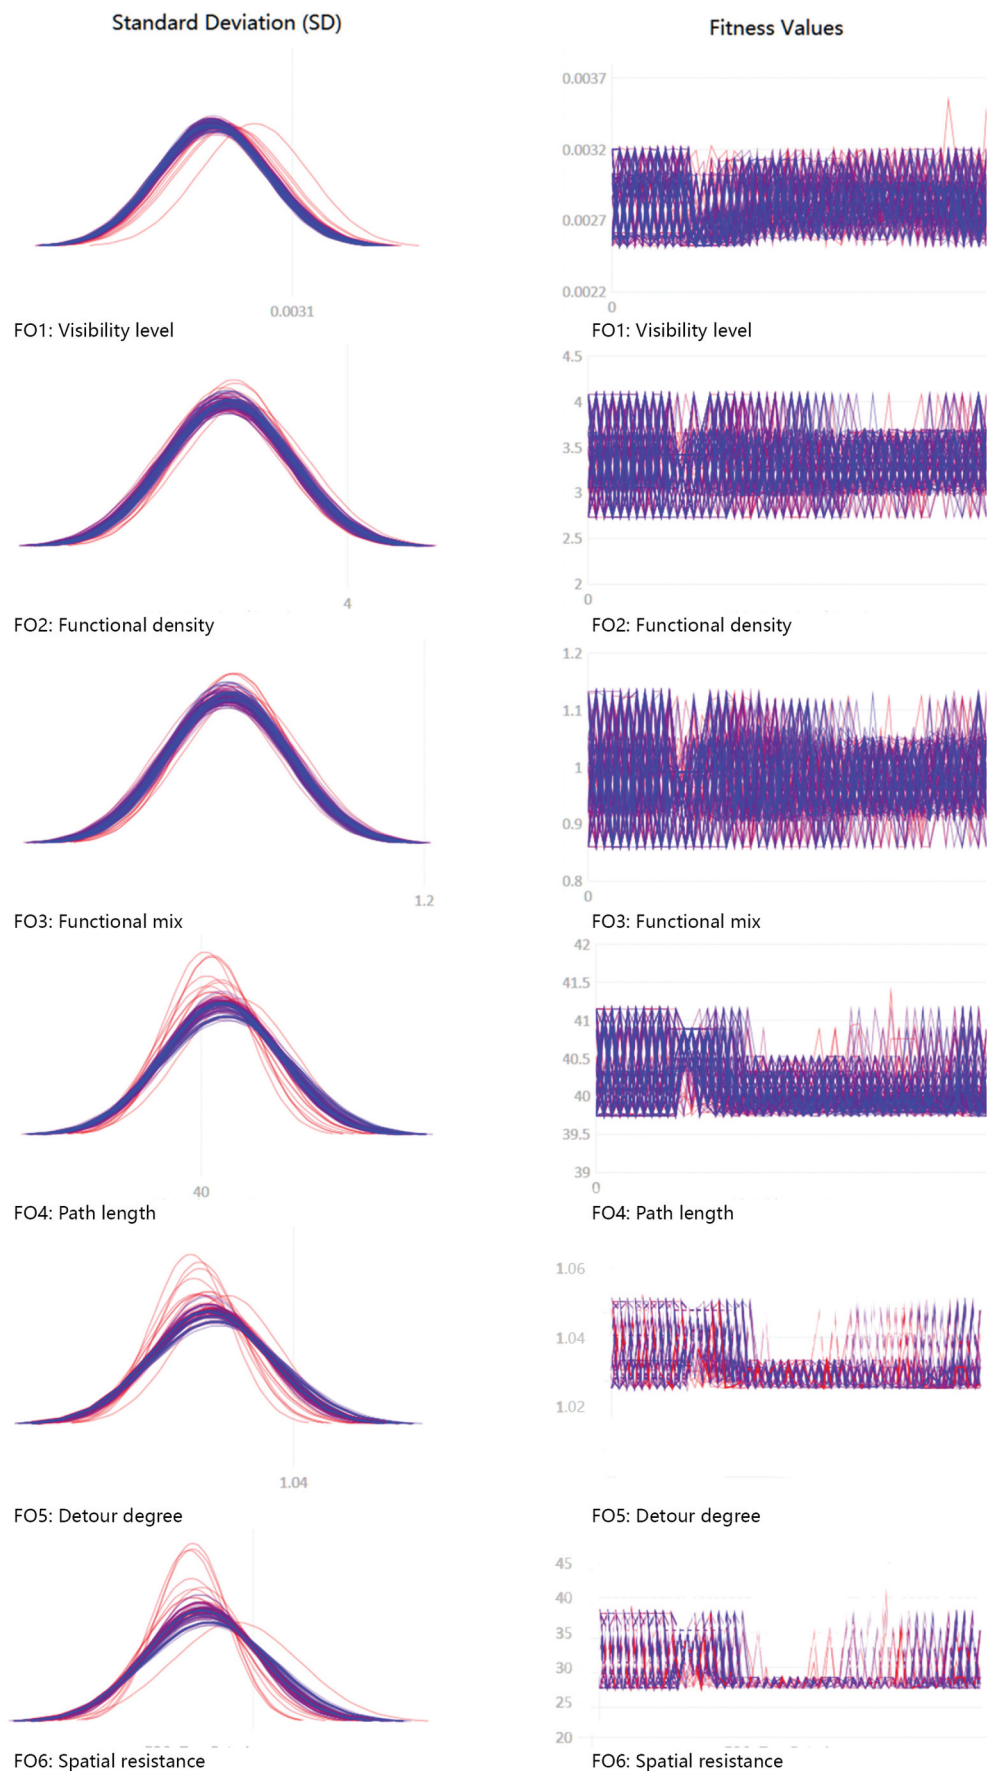 Standard Deviation (SD)
Fitness Values
0.0037
0.0032
0.0027
0.0022
0
0.0031
FO1: Visibility level
FO1: Visibility level
4.5
4
3.5
3
2.5
2
0
4
FO2: Functional density
FO2: Functional density
1.2
1.1
1
0.9
0.8
0
1.2
FO3: Functional mix
FO3: Functional mix
42
41.5
41
40.5
40
39.5
39
0
40
FO4: Path length
FO4: Path length
1.06
1.04
1.02
1.04
FO5: Detour degree
FO5: Detour degree
45
40
35
30
25
20
FO6: Spatial resistance
FO6: Spatial resistance